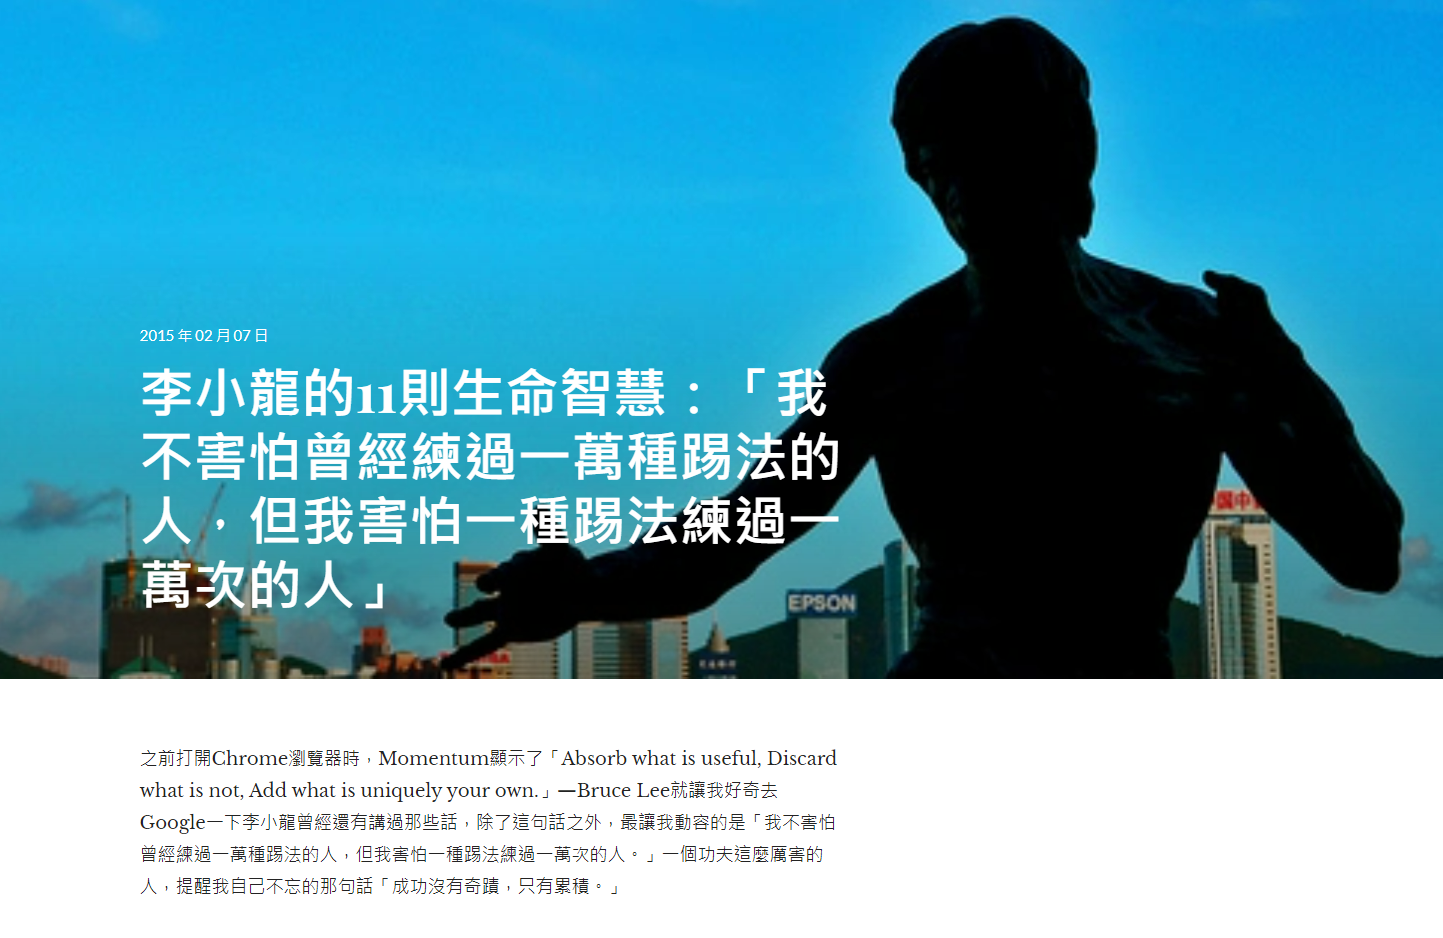 2015 年 02 月 07 日
李小龍的11則生命智慧：「我
不害怕曾經練過一萬種踢法的
人，但我害怕一種踢法練過一
萬次的人」
EPSON
之前打開Chrome瀏覽器時，Momentum顯示了「Absorb what is useful, Discard
what is not, Add what is uniquely your own.」—Bruce Lee就讓我好奇去
Google一下李小龍曾經還有講過那些話，除了這句話之外，最讓我動容的是「我不害怕
曾經練過一萬種踢法的人，但我害怕一種踢法練過一萬次的人。」一個功夫這麼厲害的
人，提醒我自己不忘的那句話「成功沒有奇蹟，只有累積。」